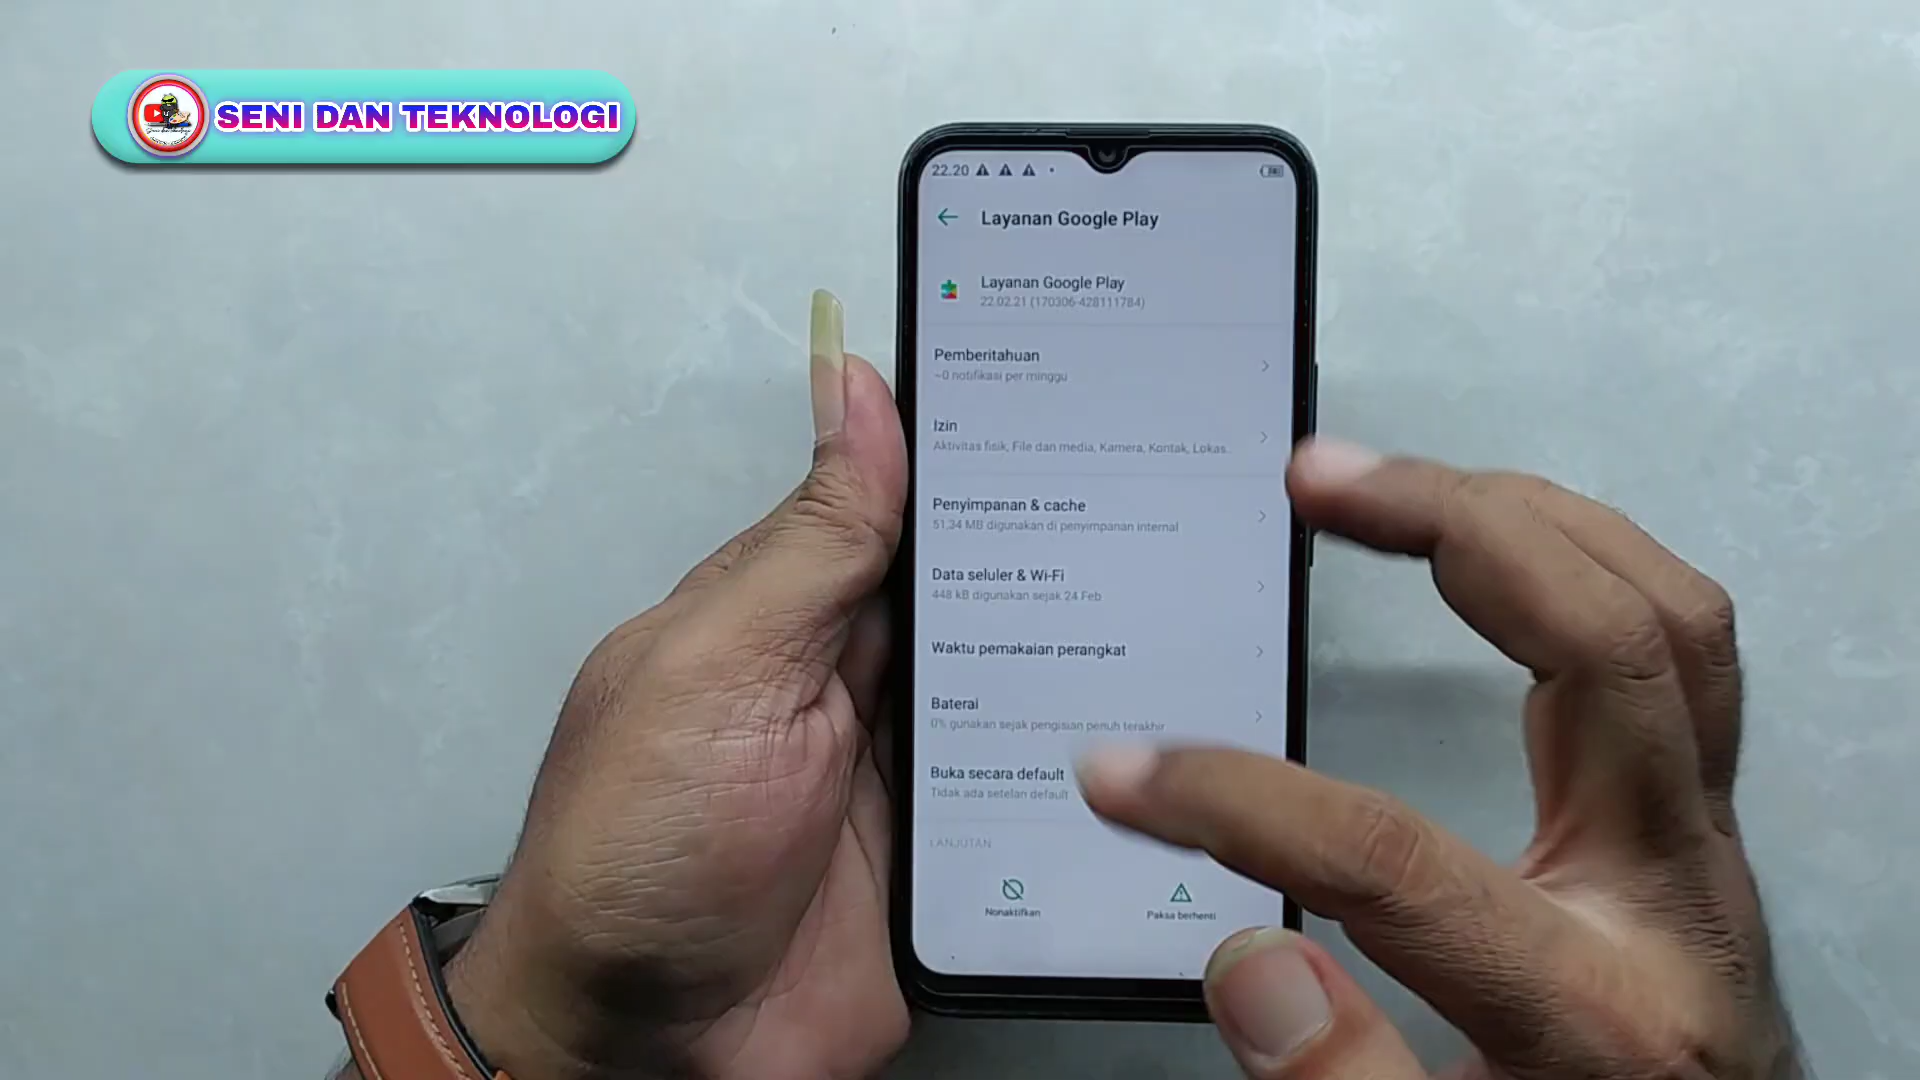 SENI DAN TEKNOLOGI
22.20
Layanan Google Play
Layanan Google Play
22.02.21 (170306-428111784)
Pemberitahuan
~0 notifikasi per minggu
Izin
Aktivitas fisik, File dan media, Kamera, Kontak, Lokas..
Penyimpanan & cache
51,34 MB digunakan di penyimpanan internal
Data seluler & Wi-Fi
448 kB digunakan sejak 24 Feb
Waktu pemakaian perangkat
Baterai
0% gunakan sejak pengisian penuh terakhir
Buka secara default
Tidak ada setelan default
LANJUTAN
Nonaktifkan
Paksa berhenti